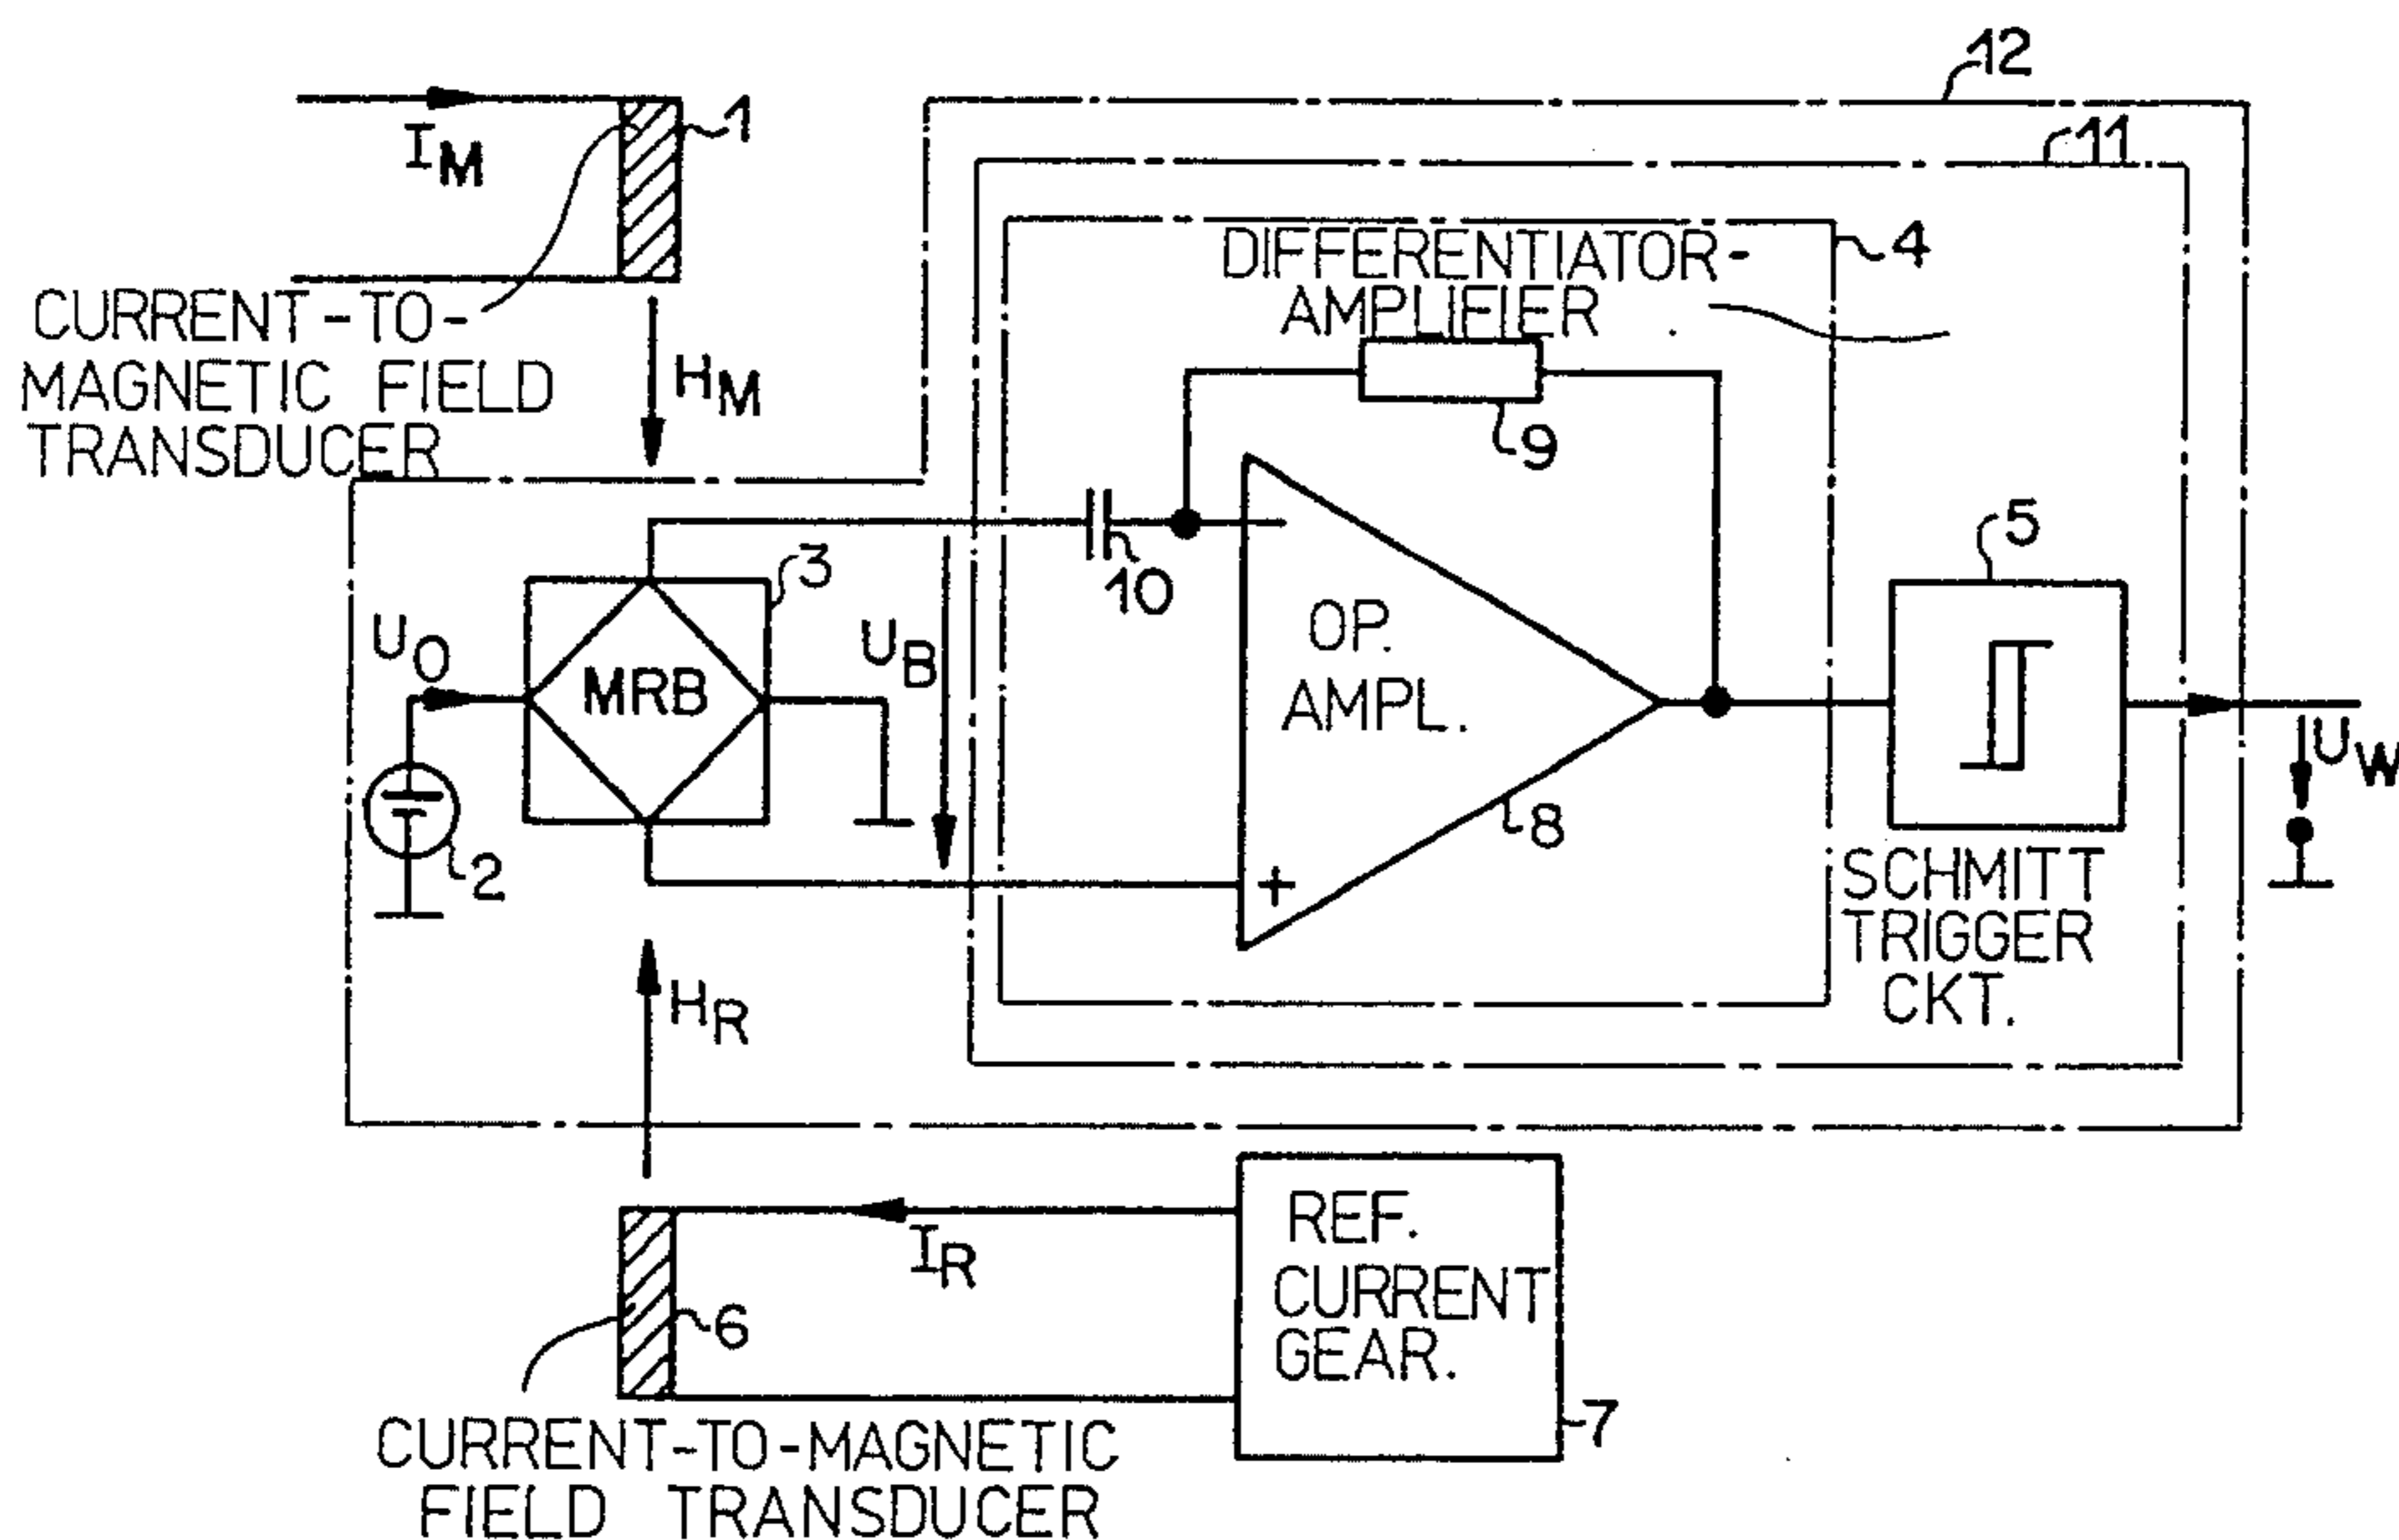 12
11
1
I_M
DIFFERENTIATOR-
AMPLIFIER
4
CURRENT-TO-
MAGNETIC FIELD
TRANSDUCER
H_M
9
5
3
10
U_O
MRB
U_B
OP.
AMPL.
−
+
U_W
2
8
SCHMITT
TRIGGER
CKT.
H_R
I_R
REF.
CURRENT
GEAR.
6
7
CURRENT-TO-MAGNETIC
FIELD TRANSDUCER